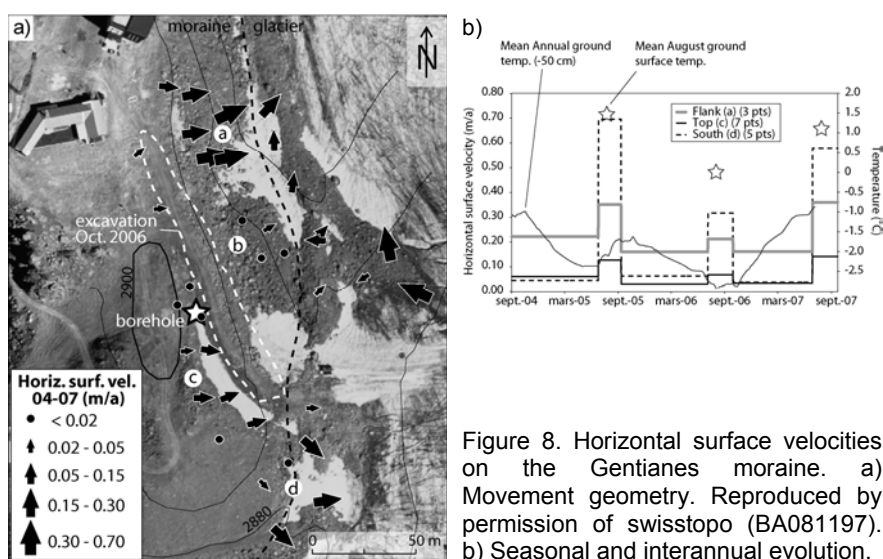 a)
moraine
glacier
N
a
excavation
Oct. 2006
b
2900
borehole
c
Horiz. surf. vel.
04-07 (m/a)
< 0.02
0.02 - 0.05
0.05 - 0.15
0.15 - 0.30
0.30 - 0.70
d
2880
0
50 m
b)
Mean Annual ground
temp. (-50 cm)
Mean August ground
surface temp.
Horizontal surface velocity (m/a)
0.80
0.70
0.60
0.50
0.40
0.30
0.20
0.10
0.00
Flank (a) (3 pts)
Top (c) (7 pts)
South (d) (5 pts)
2.0
1.5
1.0
0.5
0
-0.5
-1.0
-1.5
-2.0
-2.5
Temperature (°C)
sept.-04 mars-05 sept.-05 mars-06 sept.-06 mars-07 sept.-07
Figure 8. Horizontal surface velocities
on the Gentianes moraine. a)
Movement geometry. Reproduced by
permission of swisstopo (BA081197).
b) Seasonal and interannual evolution.